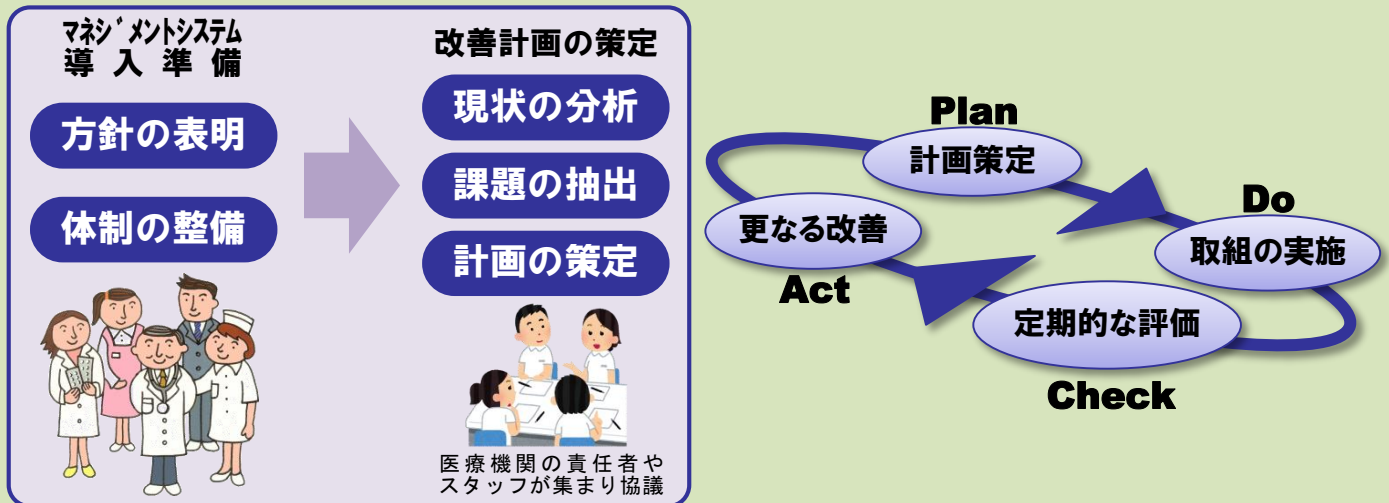 マネジメントシステム
導入準備
方針の表明
体制の整備
改善計画の策定
現状の分析
課題の抽出
計画の策定
医療機関の責任者や
スタッフが集まり協議
Plan
計画策定
Do
取組の実施
定期的な評価
Check
更なる改善
Act